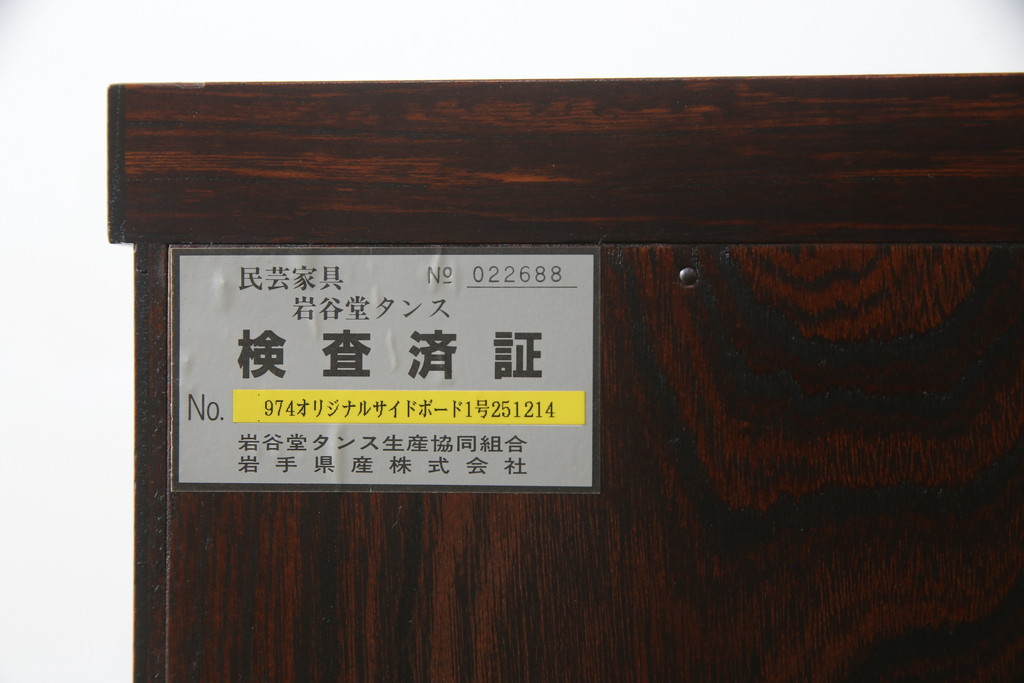 民芸家具 № 022688
岩谷堂タンス
検査済証
No. 974オリジナルサイドボード1号251214
岩谷堂タンス生産協同組合
岩手県産株式会社